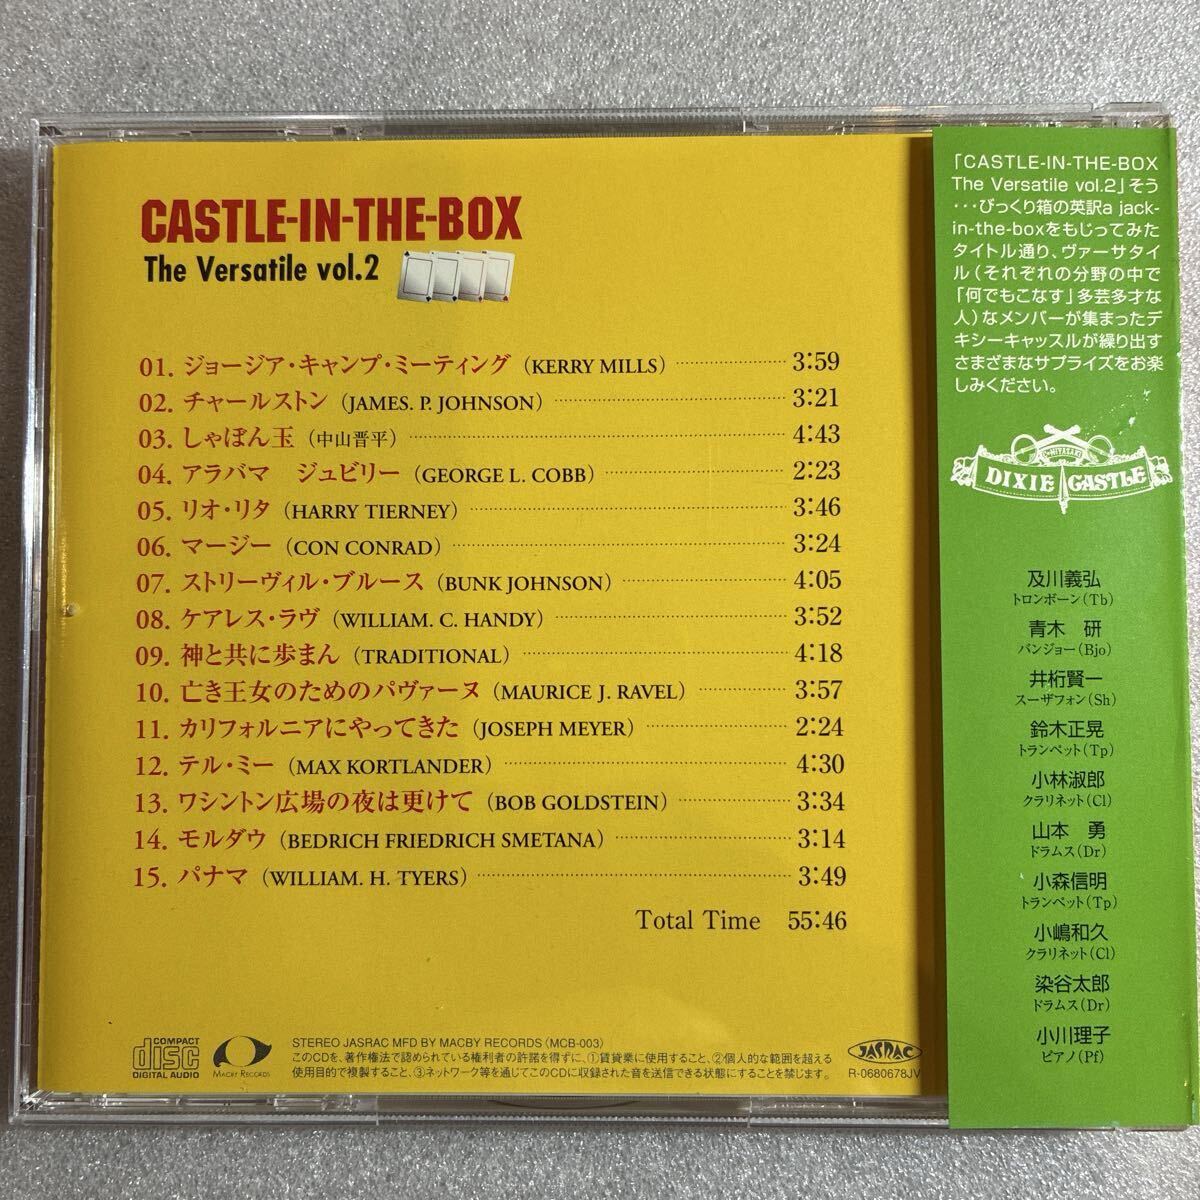 CASTLE-IN-THE-BOX
The Versatile vol.2
01. ジョージア・キャンプ・ミーティング (KERRY MILLS) 3:59
02. チャールストン (JAMES. P. JOHNSON) 3:21
03. しゃぼん玉 (中山晋平) 4:43
04. アラバマ ジュビリー (GEORGE L. COBB) 2:23
05. リオ・リタ (HARRY TIERNEY) 3:46
06. マージー (CON CONRAD) 3:24
07. ストリーヴィル・ブルース (BUNK JOHNSON) 4:05
08. ケアレス・ラヴ (WILLIAM. C. HANDY) 3:52
09. 神と共に歩まん (TRADITIONAL) 4:18
10. 亡き王女のためのパヴァーヌ (MAURICE J. RAVEL) 3:57
11. カリフォルニアにやってきた (JOSEPH MEYER) 2:24
12. テル・ミー (MAX KORTLANDER) 4:30
13. ワシントン広場の夜は更けて (BOB GOLDSTEIN) 3:34
14. モルダウ (BEDRICH FRIEDRICH SMETANA) 3:14
15. パナマ (WILLIAM. H. TYERS) 3:49
Total Time 55:46
COMPACT
disc
DIGITAL AUDIO
MACBY RECORDS
STEREO JASRAC MFD BY MACBY RECORDS (MCB-003)
このCDを、著作権法で認められている権利者の許諾を得ずに、①賃貸業に使用すること、②個人的な範囲を超える
使用目的で複製すること、③ネットワーク等を通じてこのCDに収録された音を送信できる状態にすることを禁じます。
JASRAC
R-0680678JV
「CASTLE-IN-THE-BOX
The Versatile vol.2」そう
・・・びっくり箱の英訳a jack-
in-the-boxをもじってみた
タイトル通り、ヴァーサタイ
ル(それぞれの分野の中で
「何でもこなす」多芸多才な
人)なメンバーが集まったデ
キシーキャッスルが繰り出す
さまざまなサプライズをお楽
しみください。
MIYASAKI
DIXIE CASTLE
及川義弘
トロンボーン(Tb)
青木 研
バンジョー(Bjo)
井桁賢一
スーザフォン(Sh)
鈴木正晃
トランペット(Tp)
小林淑郎
クラリネット(Cl)
山本 勇
ドラムス(Dr)
小森信明
トランペット(Tp)
小嶋和久
クラリネット(Cl)
染谷太郎
ドラムス(Dr)
小川理子
ピアノ(Pf)